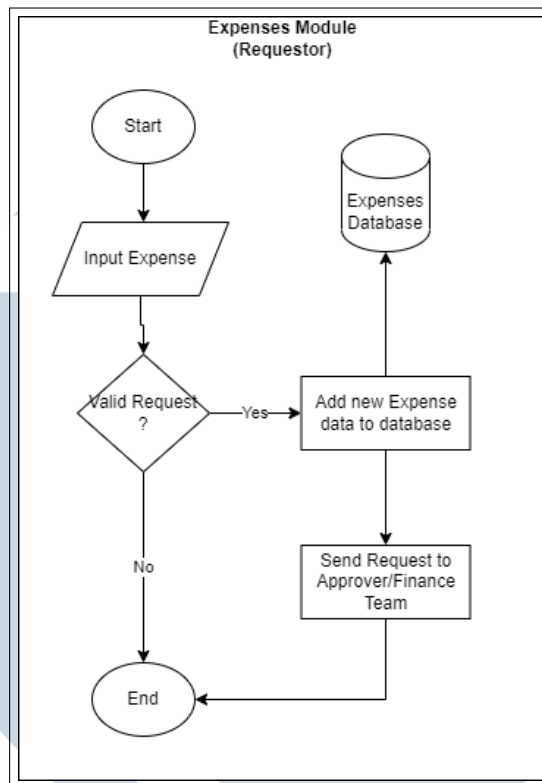 Expenses Module
(Requestor)
Start
Expenses
Database
Input Expense
Valid Request
?
Yes
Add new Expense
data to database
No
Send Request to
Approver/Finance
Team
End